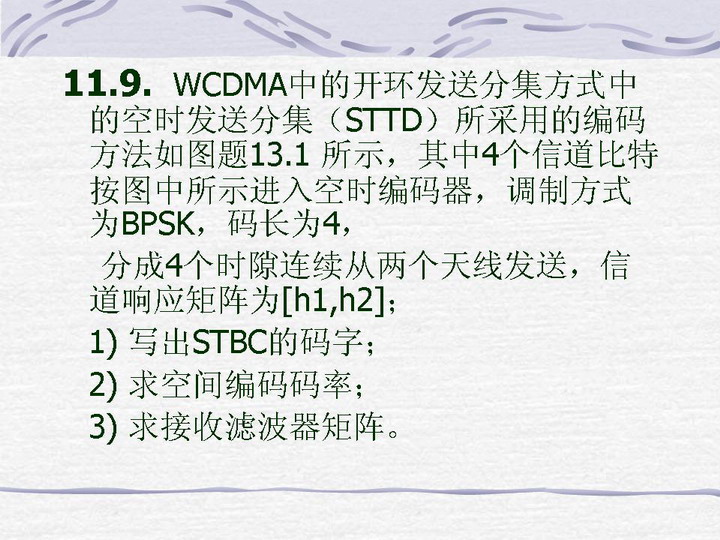 11.9. WCDMA中的开环发送分集方式中
的空时发送分集（STTD）所采用的编码
方法如图题13.1 所示，其中4个信道比特
按图中所示进入空时编码器，调制方式
为BPSK，码长为4，
分成4个时隙连续从两个天线发送，信
道响应矩阵为[h1,h2]；
1) 写出STBC的码字；
2) 求空间编码码率；
3) 求接收滤波器矩阵。